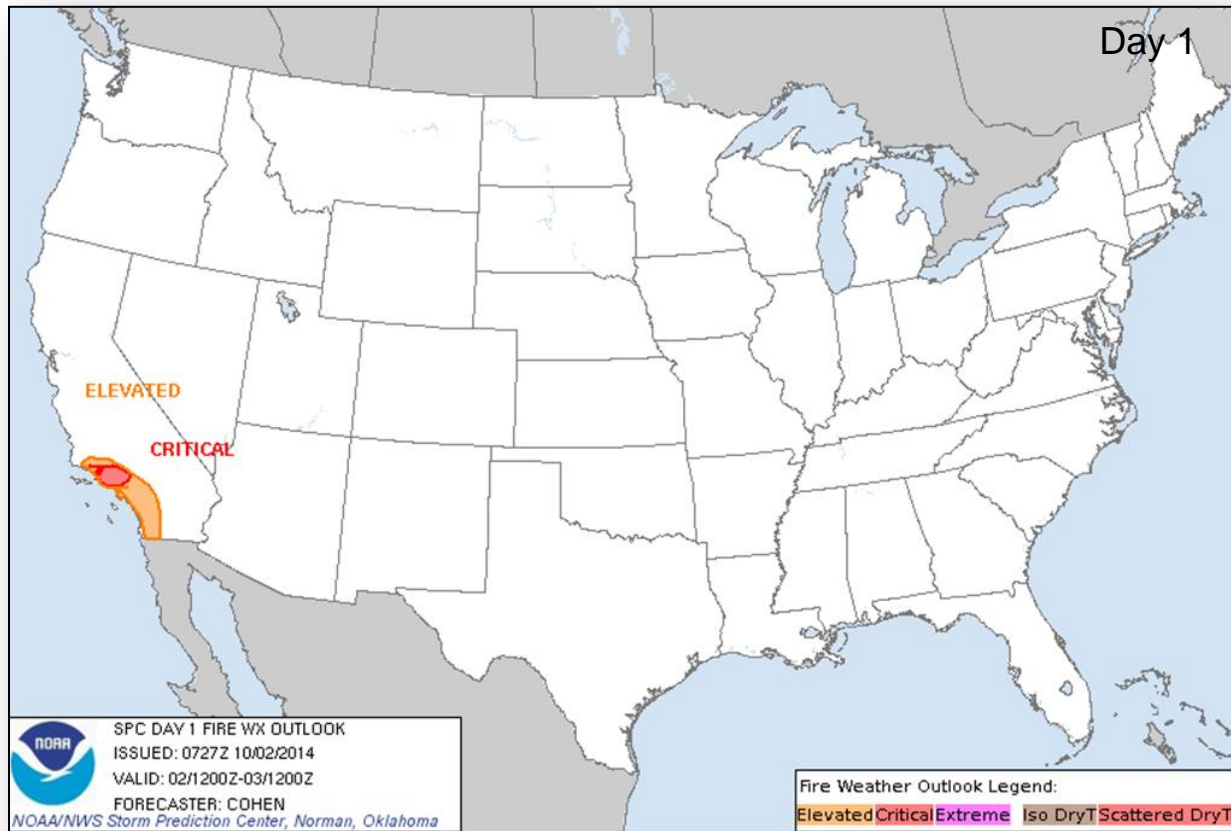 Day 1
ELEVATED
CRITICAL
NOAA
SPC DAY 1 FIRE WX OUTLOOK
ISSUED: 0727Z 10/02/2014
VALID: 02/1200Z-03/1200Z
FORECASTER: COHEN
NOAA/NWS Storm Prediction Center, Norman, Oklahoma
Fire Weather Outlook Legend:
Elevated Critical Extreme Iso DryT Scattered DryT